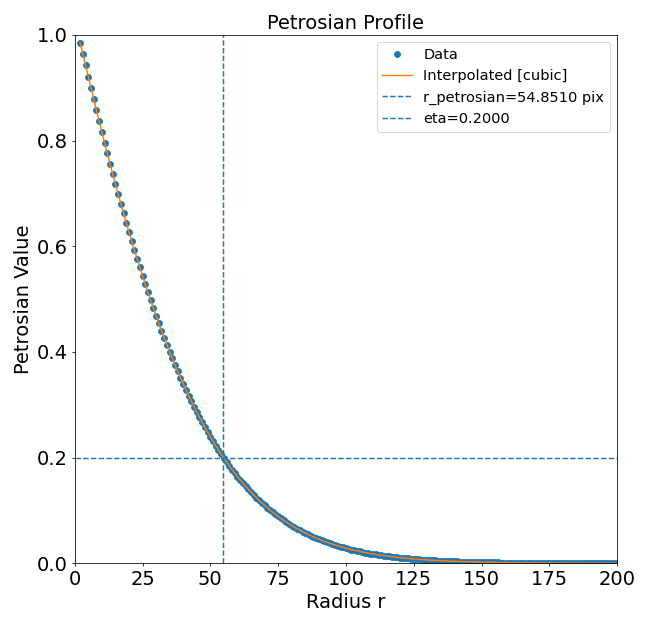 Petrosian Profile
Data
Interpolated [cubic]
r_petrosian=54.8510 pix
eta=0.2000
Petrosian Value
1.0
0.8
0.6
0.4
0.2
0.0
0 25 50 75 100 125 150 175 200
Radius r